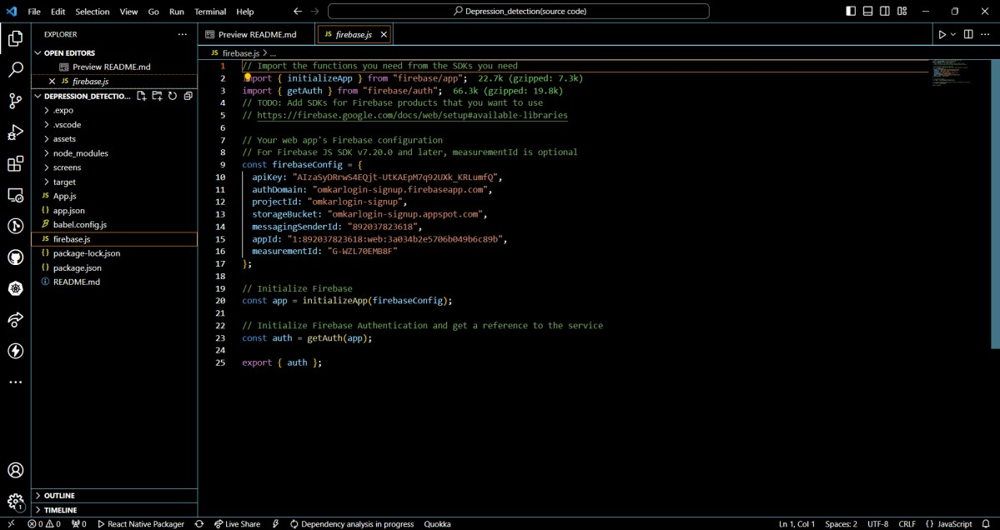 File Edit Selection View Go Run Terminal Help
Depression_detection(source code)
EXPLORER
OPEN EDITORS
Preview README.md
JS firebase.js
DEPRESSION_DETECTIO...
.expo
.vscode
assets
node_modules
screens
target
JS App.js
{} app.json
babel.config.js
JS firebase.js
{} package-lock.json
{} package.json
README.md
OUTLINE
TIMELINE
Preview README.md
JS firebase.js
JS firebase.js > ...
1 // Import the functions you need from the SDKs you need
2 import { initializeApp } from "firebase/app"; 22.7k (gzipped: 7.3k)
3 import { getAuth } from "firebase/auth"; 66.3k (gzipped: 19.8k)
4 // TODO: Add SDKs for Firebase products that you want to use
5 // https://firebase.google.com/docs/web/setup#available-libraries
6
7 // Your web app's Firebase configuration
8 // For Firebase JS SDK v7.20.0 and later, measurementId is optional
9 const firebaseConfig = {
10 apiKey: "AIzaSyDRrwS4EQjt-UtKAEpM7q92UXk_KRLumfQ",
11 authDomain: "omkarlogin-signup.firebaseapp.com",
12 projectId: "omkarlogin-signup",
13 storageBucket: "omkarlogin-signup.appspot.com",
14 messagingSenderId: "892037823618",
15 appId: "1:892037823618:web:3a034b2e5706b049b6c89b",
16 measurementId: "G-WZL70EMB8F"
17 };
18
19 // Initialize Firebase
20 const app = initializeApp(firebaseConfig);
21
22 // Initialize Firebase Authentication and get a reference to the service
23 const auth = getAuth(app);
24
25 export { auth };
0 0 0 React Native Packager Live Share Dependency analysis in progress Quokka
Ln 1, Col 1 Spaces: 2 UTF-8 CRLF {} JavaScript